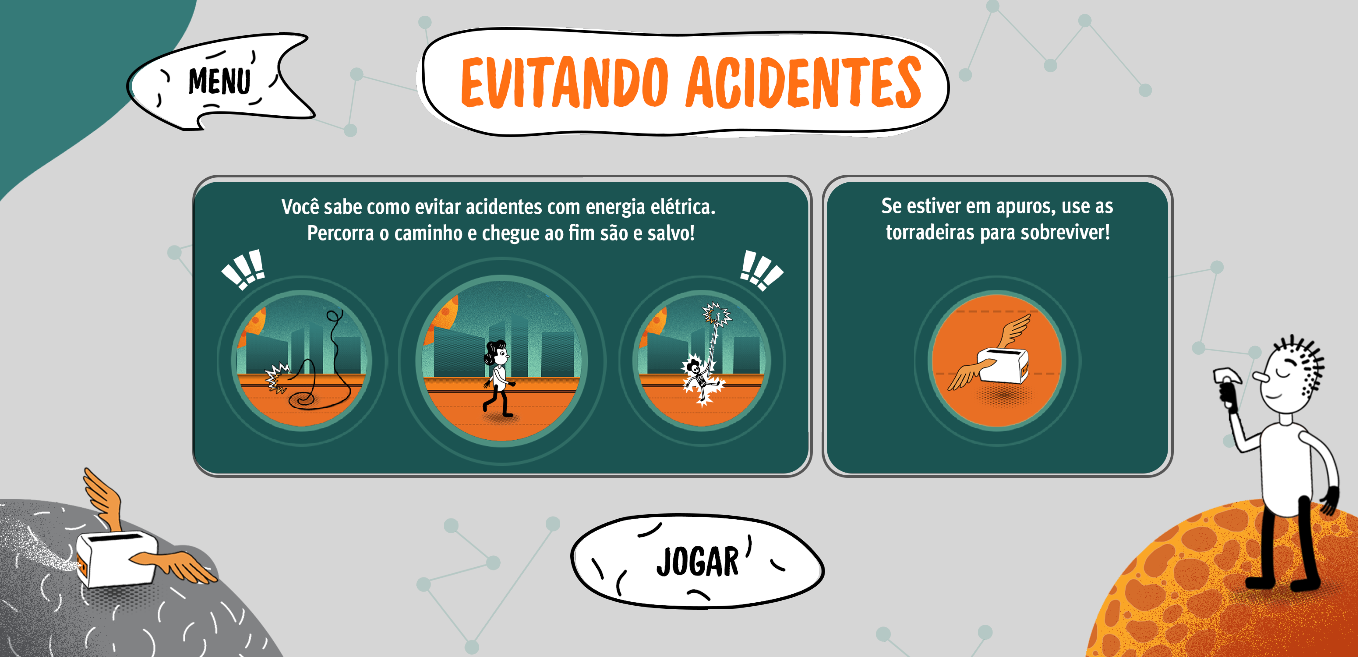 MENU
EVITANDO ACIDENTES
Você sabe como evitar acidentes com energia elétrica.
Percorra o caminho e chegue ao fim são e salvo!
Se estiver em apuros, use as
torradeiras para sobreviver!
!!!
!!!
JOGAR